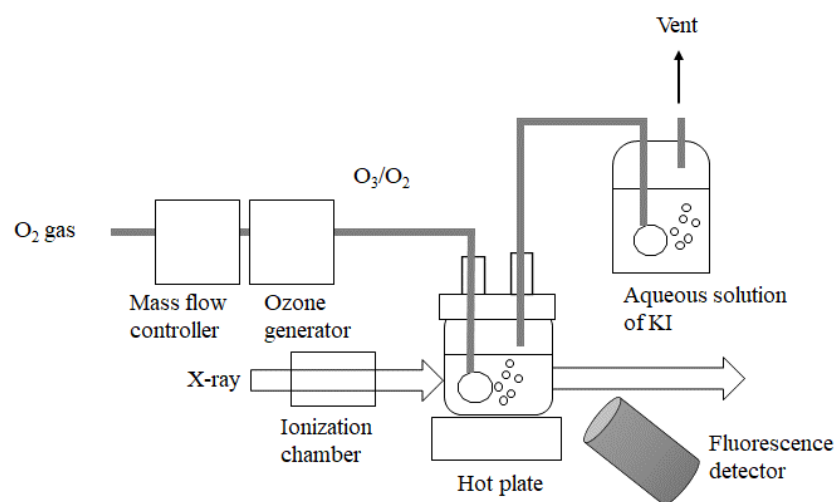 Vent
O₃/O₂
O₂ gas
Mass flow
controller
Ozone
generator
Aqueous solution
of KI
X-ray
Ionization
chamber
Hot plate
Fluorescence
detector